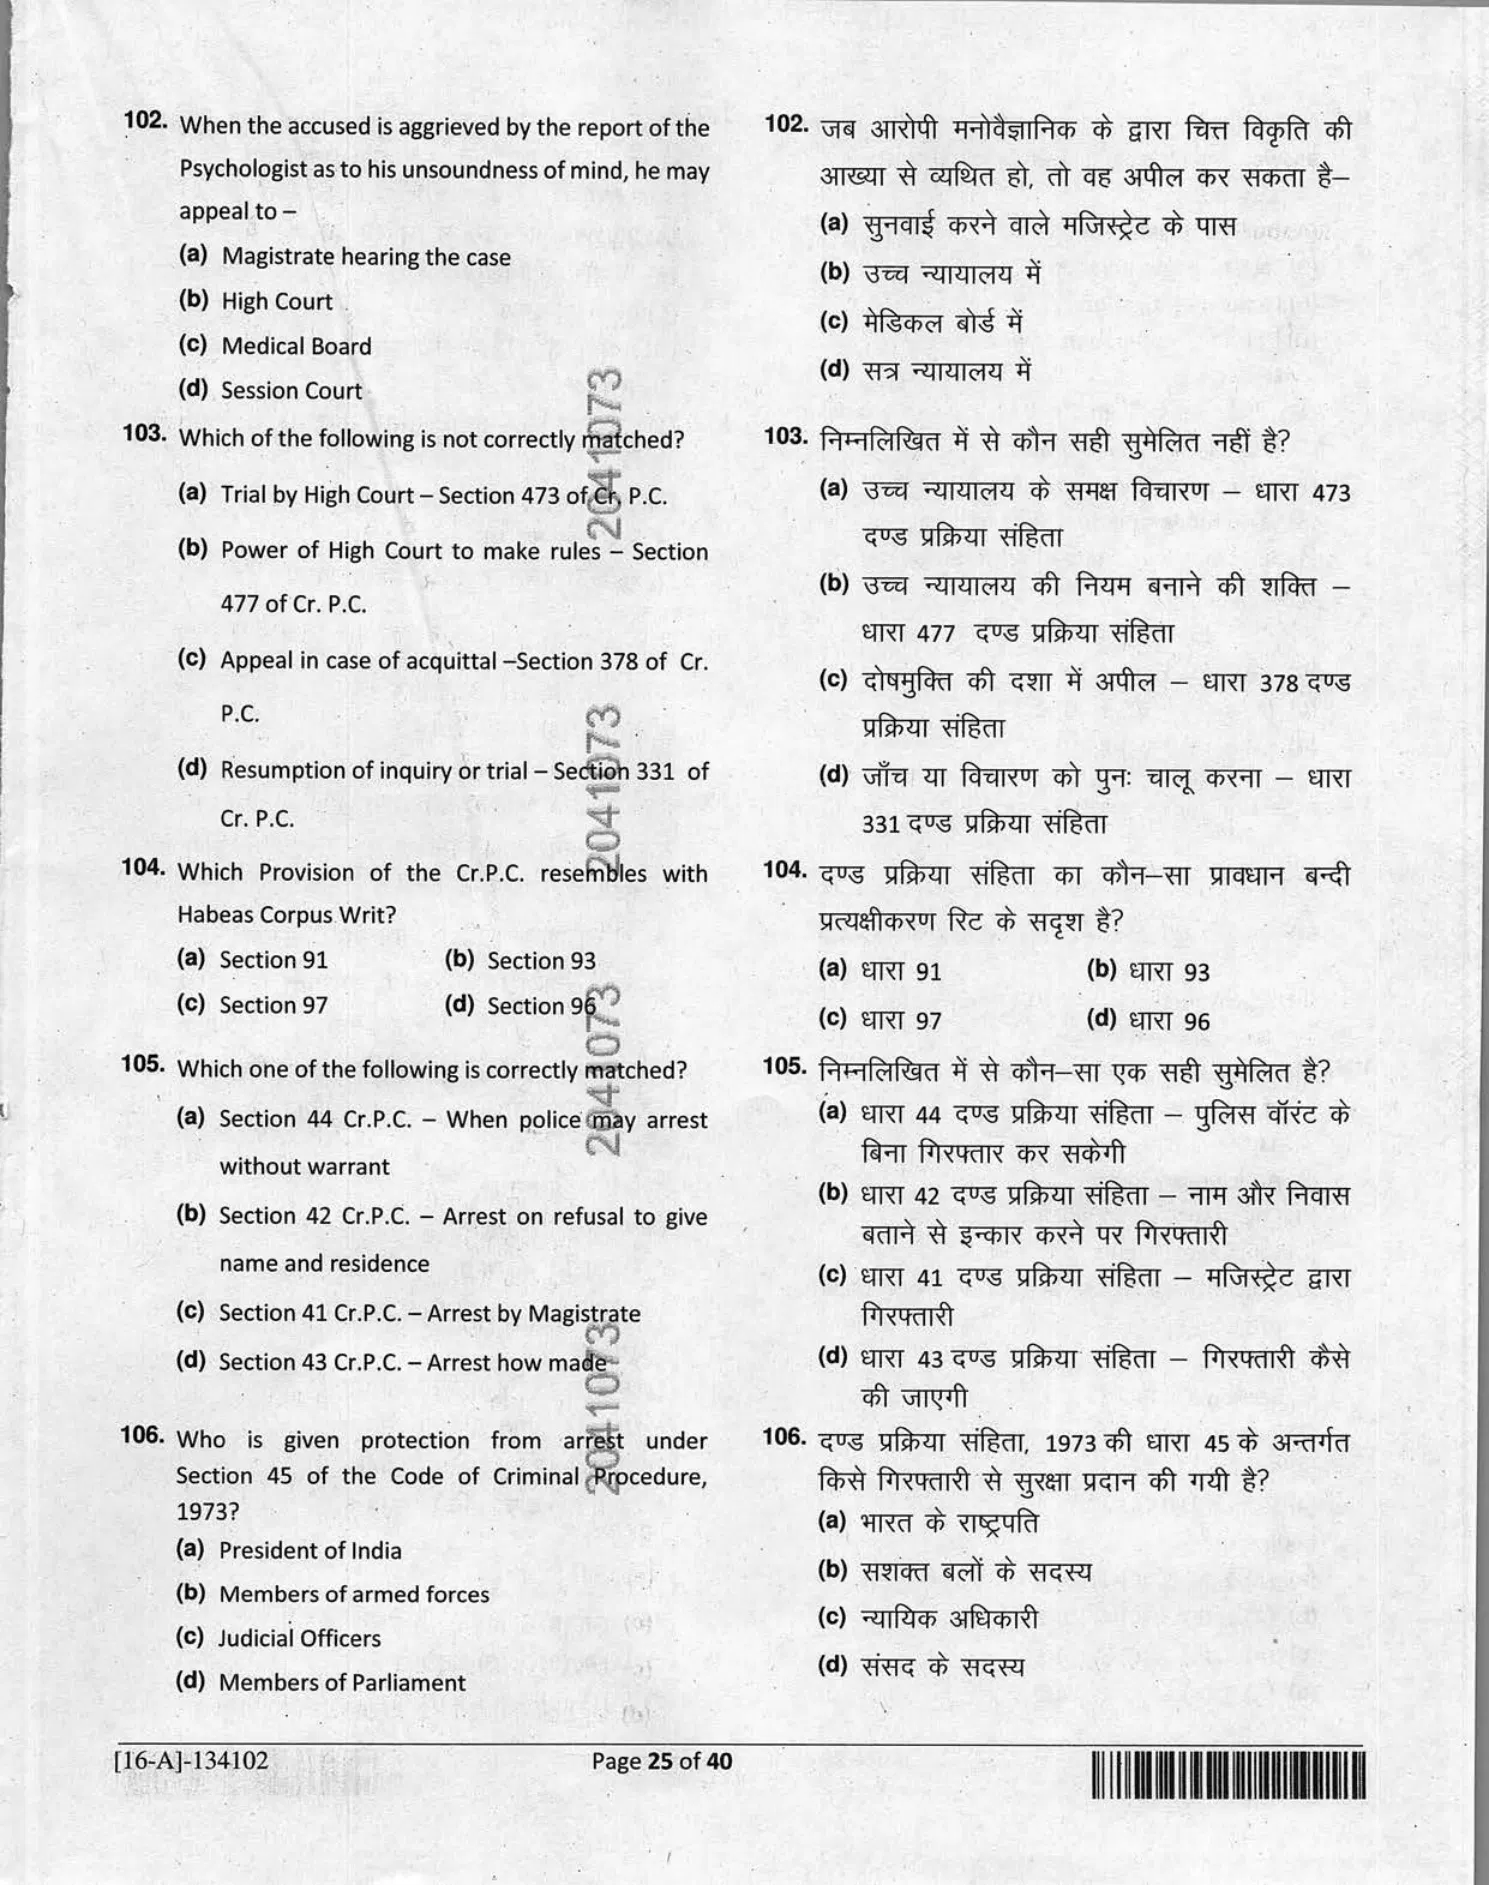 102. When the accused is aggrieved by the report of the
Psychologist as to his unsoundness of mind, he may
appeal to –
(a) Magistrate hearing the case
(b) High Court
(c) Medical Board
(d) Session Court
103. Which of the following is not correctly matched?
(a) Trial by High Court – Section 473 of Cr. P.C.
(b) Power of High Court to make rules – Section
477 of Cr. P.C.
(c) Appeal in case of acquittal –Section 378 of Cr.
P.C.
(d) Resumption of inquiry or trial – Section 331 of
Cr. P.C.
104. Which Provision of the Cr.P.C. resembles with
Habeas Corpus Writ?
(a) Section 91 (b) Section 93
(c) Section 97 (d) Section 96
105. Which one of the following is correctly matched?
(a) Section 44 Cr.P.C. – When police may arrest
without warrant
(b) Section 42 Cr.P.C. – Arrest on refusal to give
name and residence
(c) Section 41 Cr.P.C. – Arrest by Magistrate
(d) Section 43 Cr.P.C. – Arrest how made
106. Who is given protection from arrest under
Section 45 of the Code of Criminal Procedure,
1973?
(a) President of India
(b) Members of armed forces
(c) Judicial Officers
(d) Members of Parliament
2041073
2041073
2041073
2041073
102. जब आरोपी मनोवैज्ञानिक के द्वारा चित्त विकृति की
आख्या से व्यथित हो, तो वह अपील कर सकता है–
(a) सुनवाई करने वाले मजिस्ट्रेट के पास
(b) उच्च न्यायालय में
(c) मेडिकल बोर्ड में
(d) सत्र न्यायालय में
103. निम्नलिखित में से कौन सही सुमेलित नहीं है?
(a) उच्च न्यायालय के समक्ष विचारण – धारा 473
दण्ड प्रक्रिया संहिता
(b) उच्च न्यायालय की नियम बनाने की शक्ति –
धारा 477 दण्ड प्रक्रिया संहिता
(c) दोषमुक्ति की दशा में अपील – धारा 378 दण्ड
प्रक्रिया संहिता
(d) जाँच या विचारण को पुनः चालू करना – धारा
331 दण्ड प्रक्रिया संहिता
104. दण्ड प्रक्रिया संहिता का कौन–सा प्रावधान बन्दी
प्रत्यक्षीकरण रिट के सदृश है?
(a) धारा 91 (b) धारा 93
(c) धारा 97 (d) धारा 96
105. निम्नलिखित में से कौन–सा एक सही सुमेलित है?
(a) धारा 44 दण्ड प्रक्रिया संहिता – पुलिस वॉरंट के
बिना गिरफ्तार कर सकेगी
(b) धारा 42 दण्ड प्रक्रिया संहिता – नाम और निवास
बताने से इन्कार करने पर गिरफ्तारी
(c) धारा 41 दण्ड प्रक्रिया संहिता – मजिस्ट्रेट द्वारा
गिरफ्तारी
(d) धारा 43 दण्ड प्रक्रिया संहिता – गिरफ्तारी कैसे
की जाएगी
106. दण्ड प्रक्रिया संहिता, 1973 की धारा 45 के अन्तर्गत
किसे गिरफ्तारी से सुरक्षा प्रदान की गयी है?
(a) भारत के राष्ट्रपति
(b) सशक्त बलों के सदस्य
(c) न्यायिक अधिकारी
(d) संसद के सदस्य
[16-A]-134102 Page 25 of 40